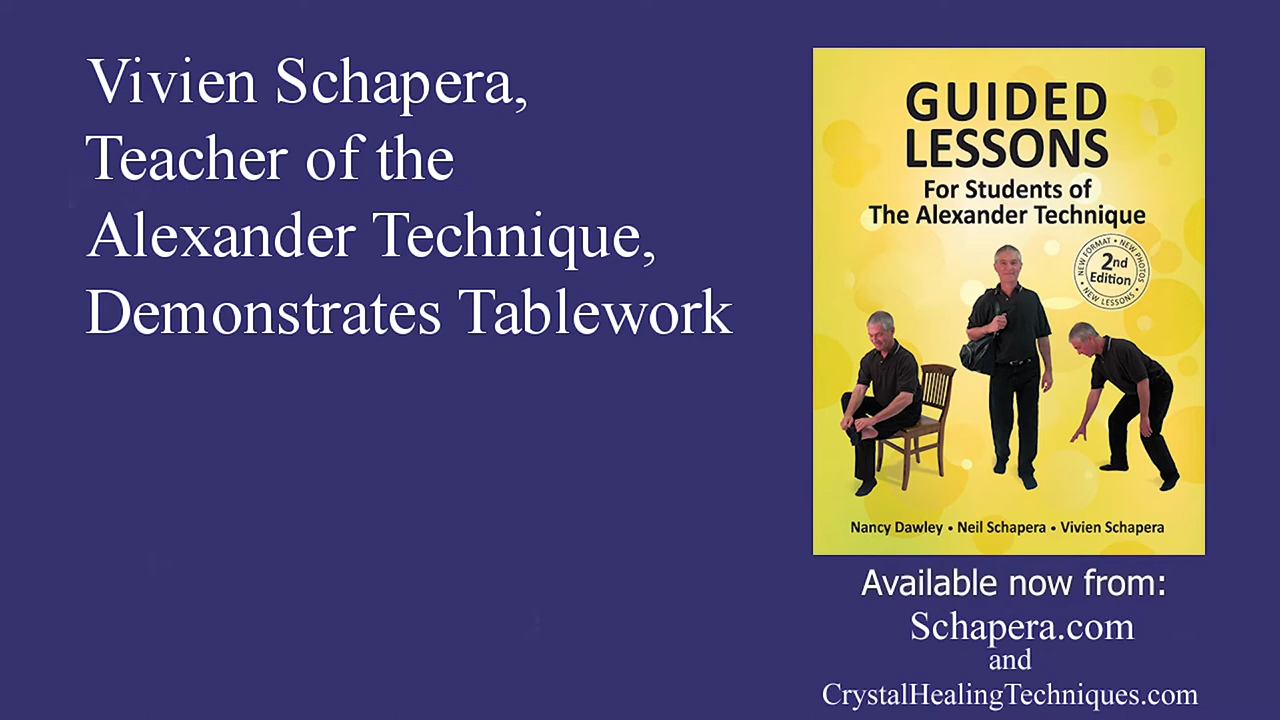 Vivien Schapera,
Teacher of the
Alexander Technique,
Demonstrates Tablework
GUIDED
LESSONS
For Students of
The Alexander Technique
NEW FORMAT • NEW PHOTOS
• NEW LESSONS •
2nd
Edition
Nancy Dawley • Neil Schapera • Vivien Schapera
Available now from:
Schapera.com
and
CrystalHealingTechniques.com